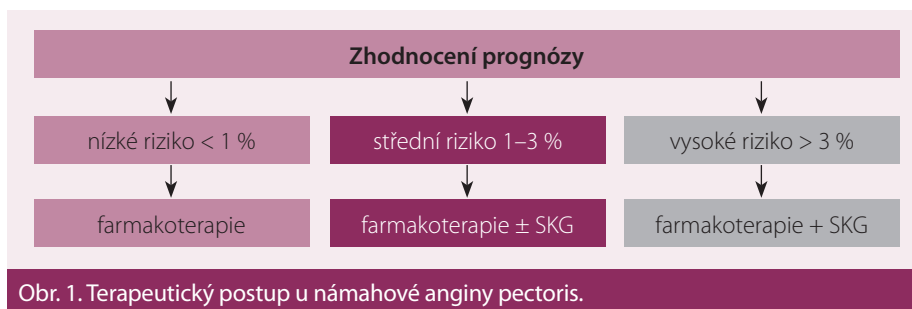 Zhodnocení prognózy
nízké riziko < 1 %
střední riziko 1–3 %
vysoké riziko > 3 %
farmakoterapie
farmakoterapie ± SKG
farmakoterapie + SKG
Obr. 1. Terapeutický postup u námahové anginy pectoris.